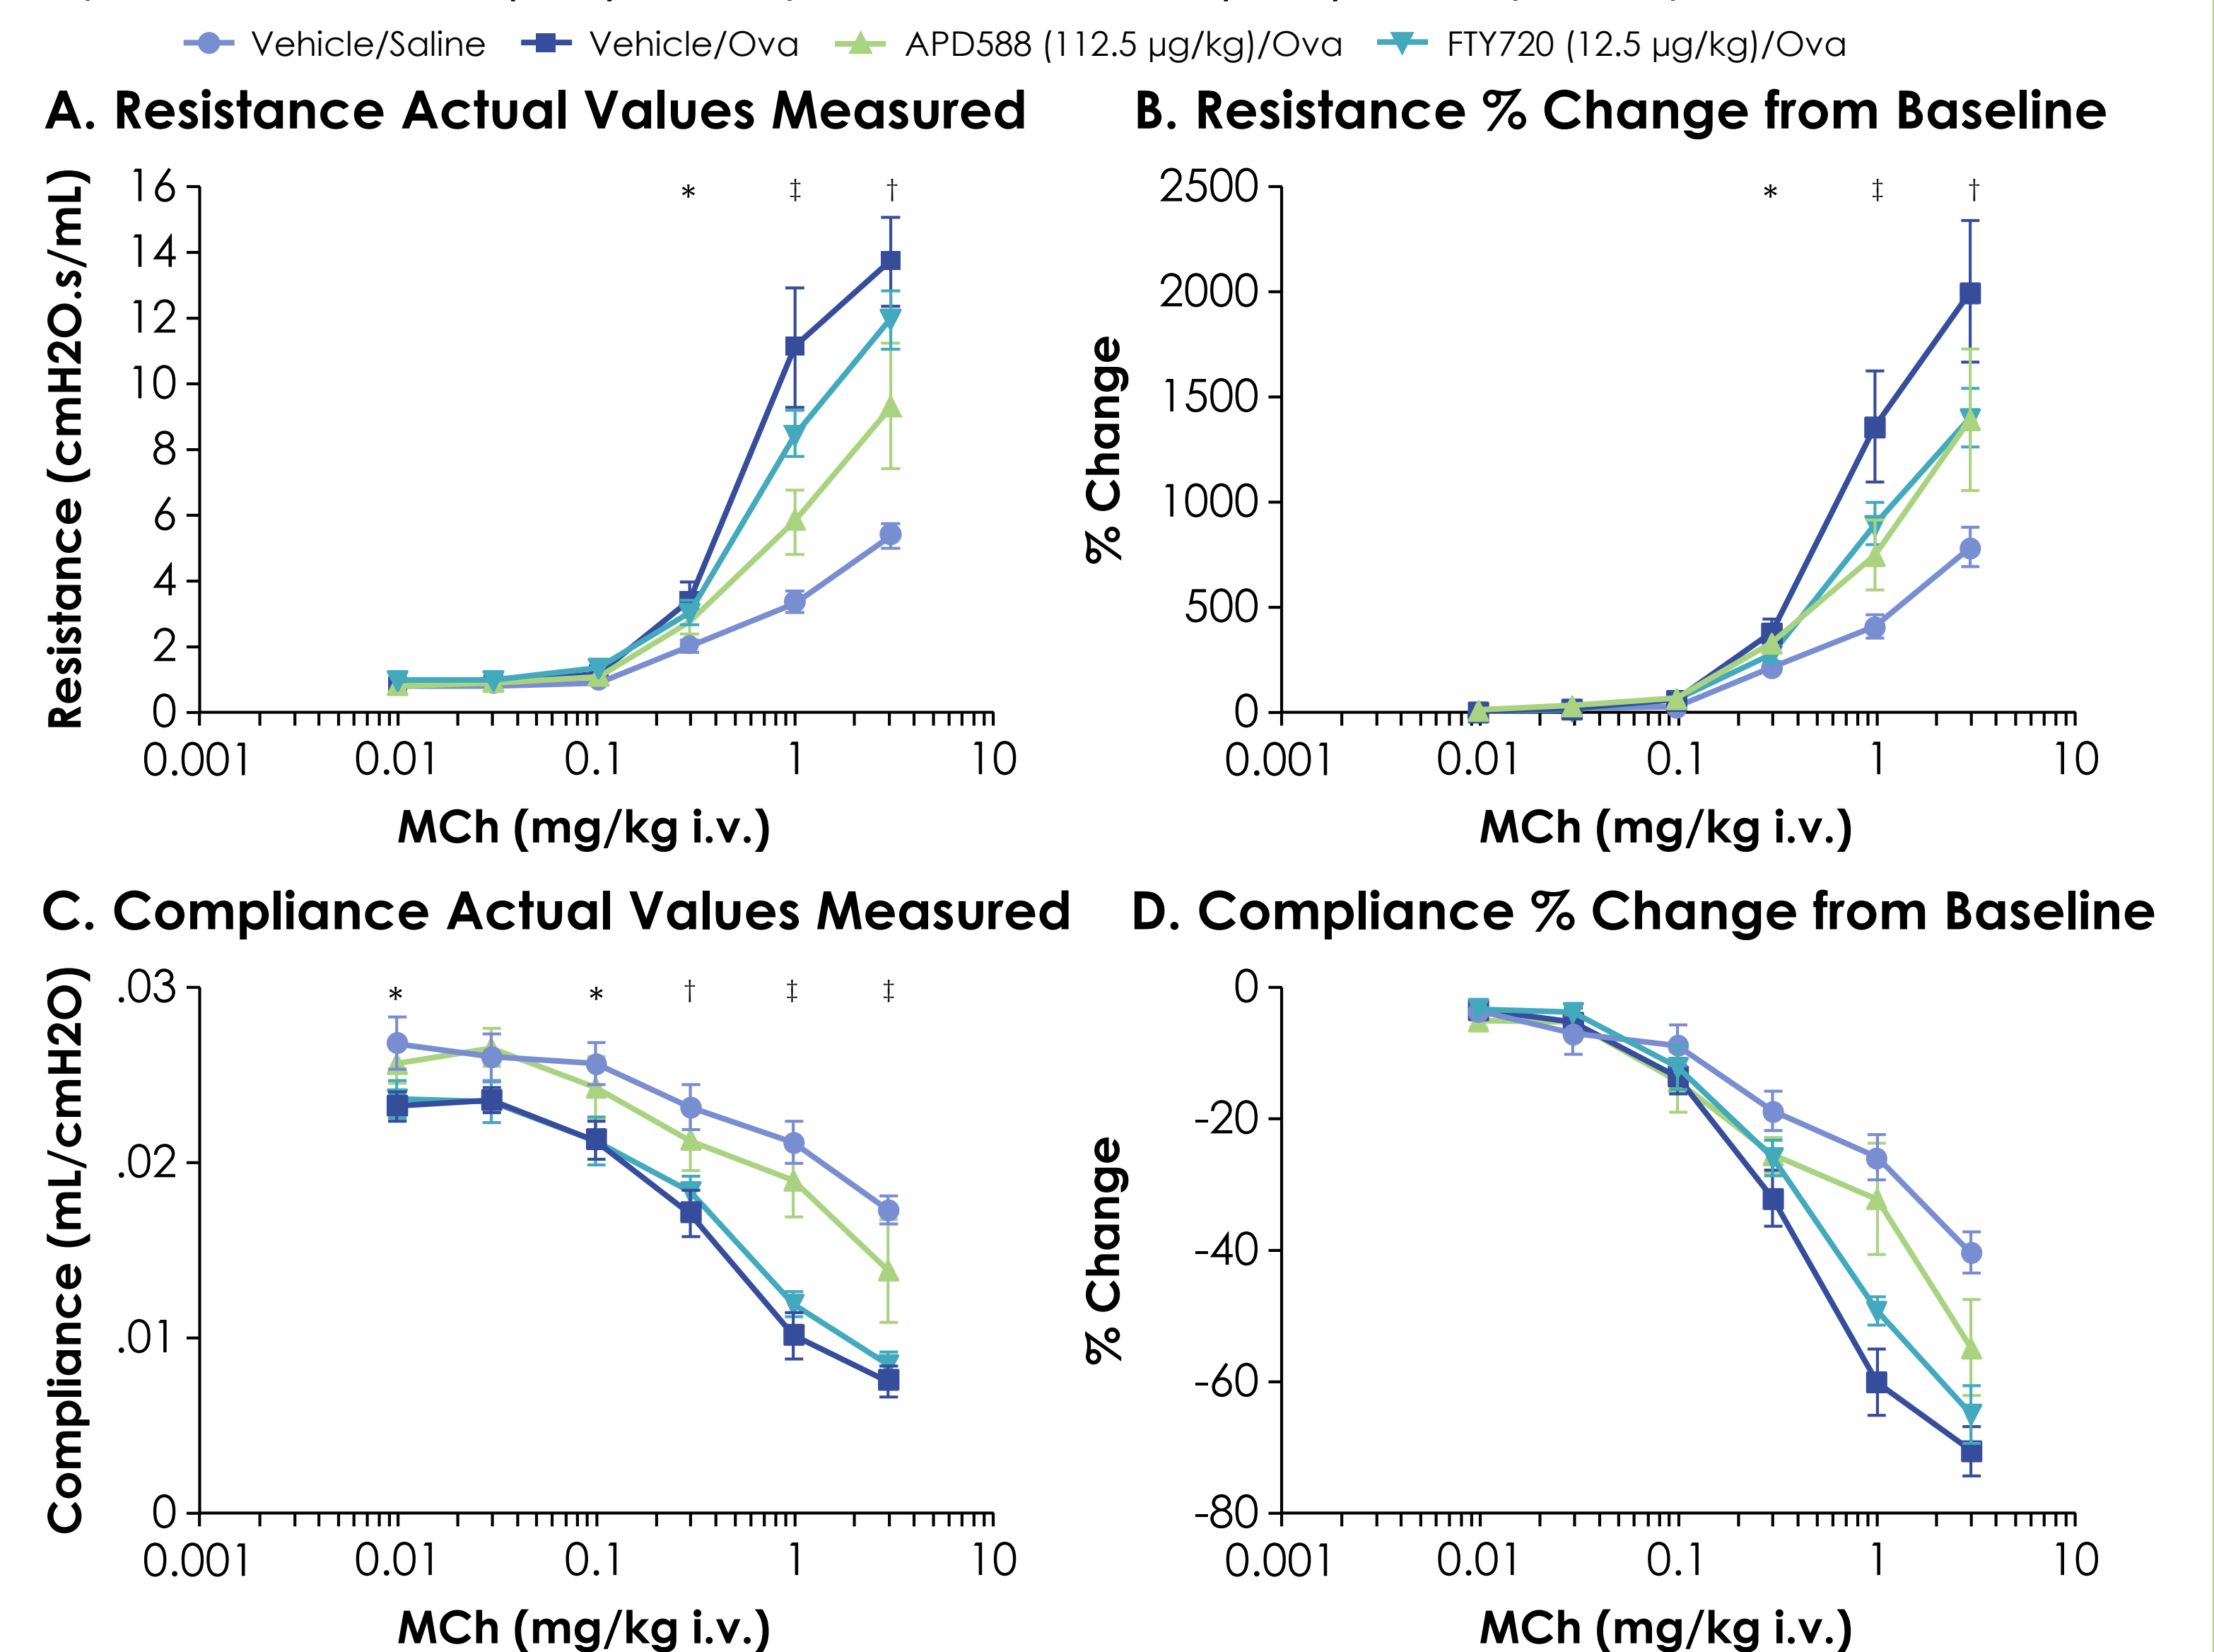 Vehicle/Saline Vehicle/Ova APD588 (112.5 µg/kg)/Ova FTY720 (12.5 µg/kg)/Ova
A. Resistance Actual Values Measured
Resistance (cmH2O.s/mL)
16
14
12
10
8
6
4
2
0
* ‡ †
0.001 0.01 0.1 1 10
MCh (mg/kg i.v.)
B. Resistance % Change from Baseline
% Change
2500
2000
1500
1000
500
0
* ‡ †
0.001 0.01 0.1 1 10
MCh (mg/kg i.v.)
C. Compliance Actual Values Measured
Compliance (mL/cmH2O)
.03
.02
.01
0
* * † ‡ ‡
0.001 0.01 0.1 1 10
MCh (mg/kg i.v.)
D. Compliance % Change from Baseline
% Change
0
-20
-40
-60
-80
0.001 0.01 0.1 1 10
MCh (mg/kg i.v.)